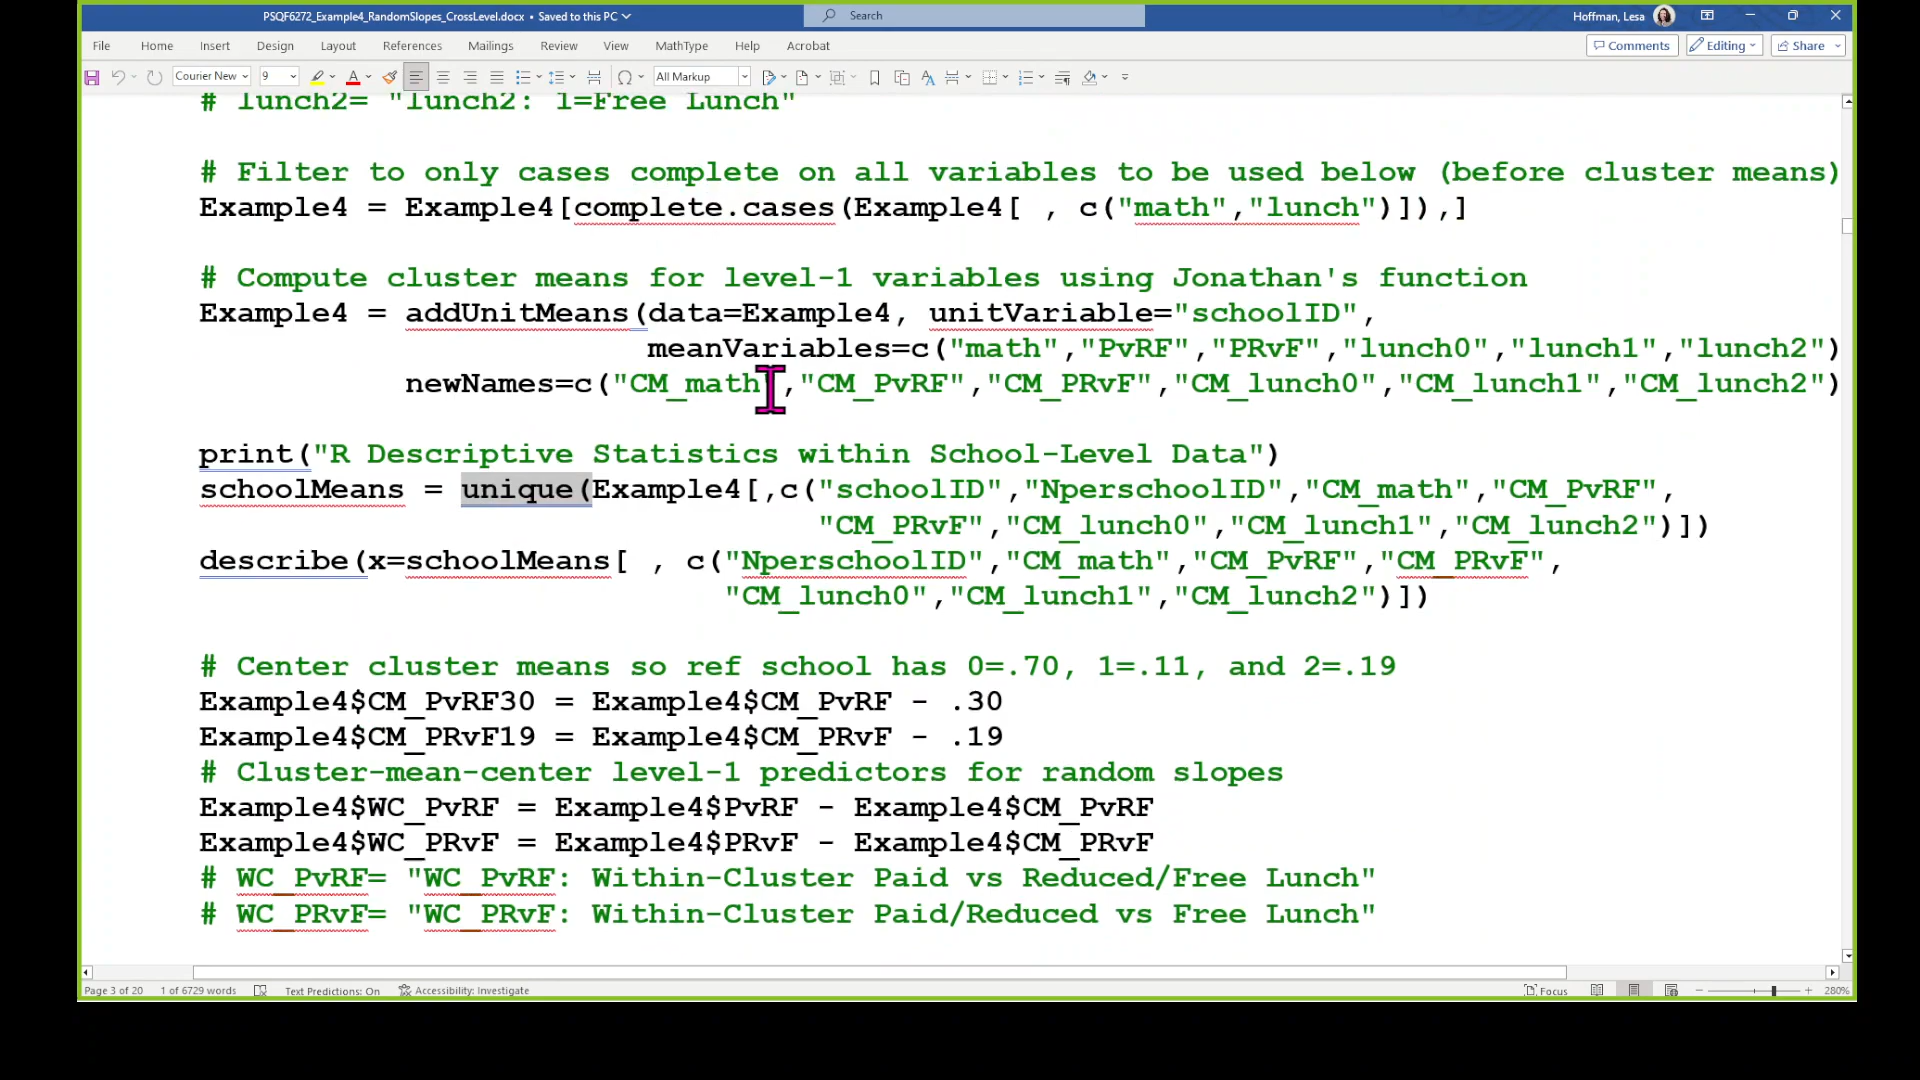 PSQF6272_Example4_RandomSlopes_CrossLevel.docx • Saved to this PC
Search
Hoffman, Lesa
File Home Insert Design Layout References Mailings Review View MathType Help Acrobat
Comments Editing Share
Courier New 9 All Markup
# lunch2= "lunch2: 1=Free Lunch"
# Filter to only cases complete on all variables to be used below (before cluster means)
Example4 = Example4[complete.cases(Example4[ , c("math","lunch")]),]
# Compute cluster means for level-1 variables using Jonathan's function
Example4 = addUnitMeans(data=Example4, unitVariable="schoolID",
meanVariables=c("math","PvRF","PRvF","lunch0","lunch1","lunch2")
newNames=c("CM_math","CM_PvRF","CM_PRvF","CM_lunch0","CM_lunch1","CM_lunch2")
print("R Descriptive Statistics within School-Level Data")
schoolMeans = unique(Example4[,c("schoolID","NperschoolID","CM_math","CM_PvRF",
"CM_PRvF","CM_lunch0","CM_lunch1","CM_lunch2")])
describe(x=schoolMeans[ , c("NperschoolID","CM_math","CM_PvRF","CM_PRvF",
"CM_lunch0","CM_lunch1","CM_lunch2")])
# Center cluster means so ref school has 0=.70, 1=.11, and 2=.19
Example4$CM_PvRF30 = Example4$CM_PvRF - .30
Example4$CM_PRvF19 = Example4$CM_PRvF - .19
# Cluster-mean-center level-1 predictors for random slopes
Example4$WC_PvRF = Example4$PvRF - Example4$CM_PvRF
Example4$WC_PRvF = Example4$PRvF - Example4$CM_PRvF
# WC_PvRF= "WC_PvRF: Within-Cluster Paid vs Reduced/Free Lunch"
# WC_PRvF= "WC_PRvF: Within-Cluster Paid/Reduced vs Free Lunch"
Page 3 of 20 1 of 6729 words Text Predictions: On Accessibility: Investigate Focus 280%